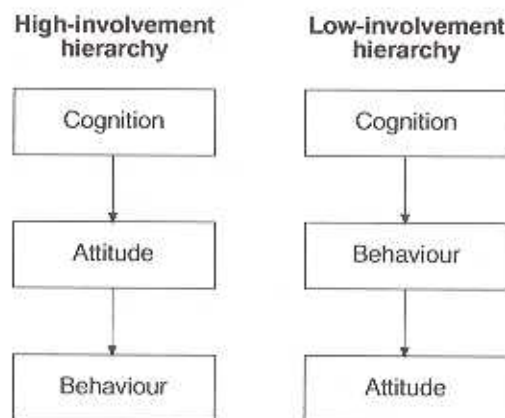 High-involvement
hierarchy
Cognition
Attitude
Behaviour
Low-involvement
hierarchy
Cognition
Behaviour
Attitude